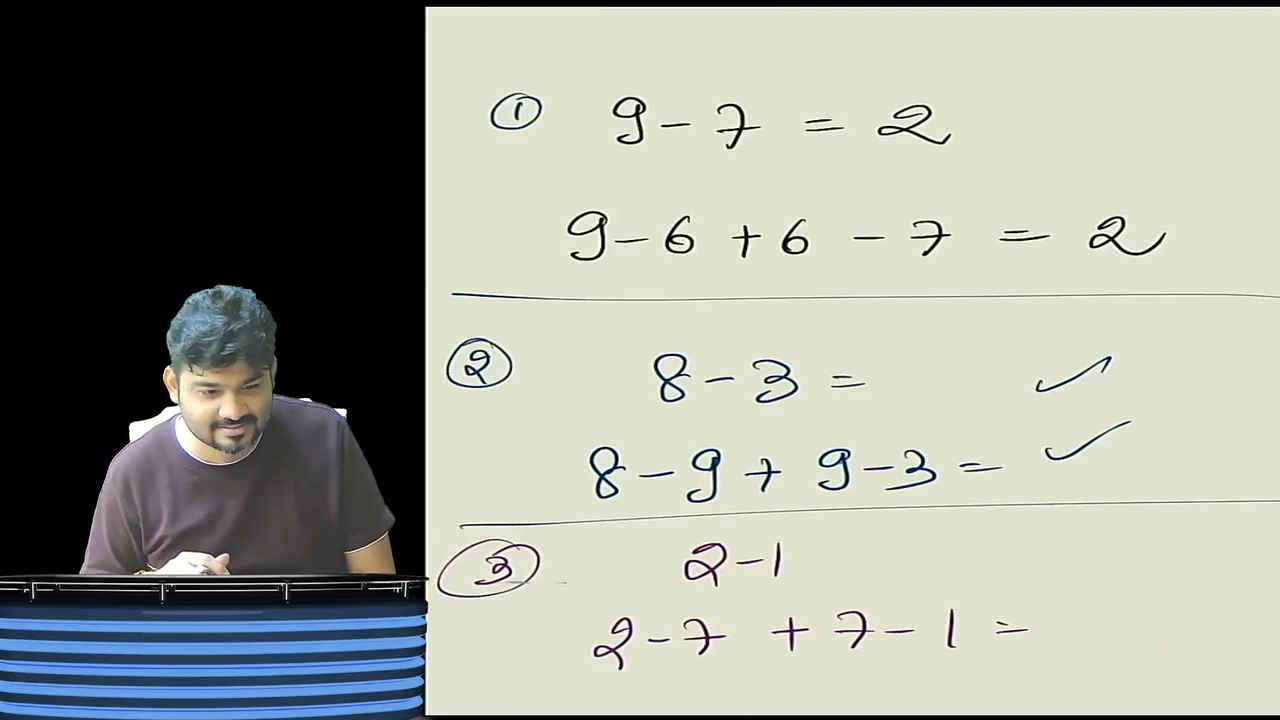 ① 9 - 7 = 2
9 - 6 + 6 - 7 = 2
② 8 - 3 = ✓
8 - 9 + 9 - 3 = ✓
③ 2 - 1
2 - 7 + 7 - 1 =